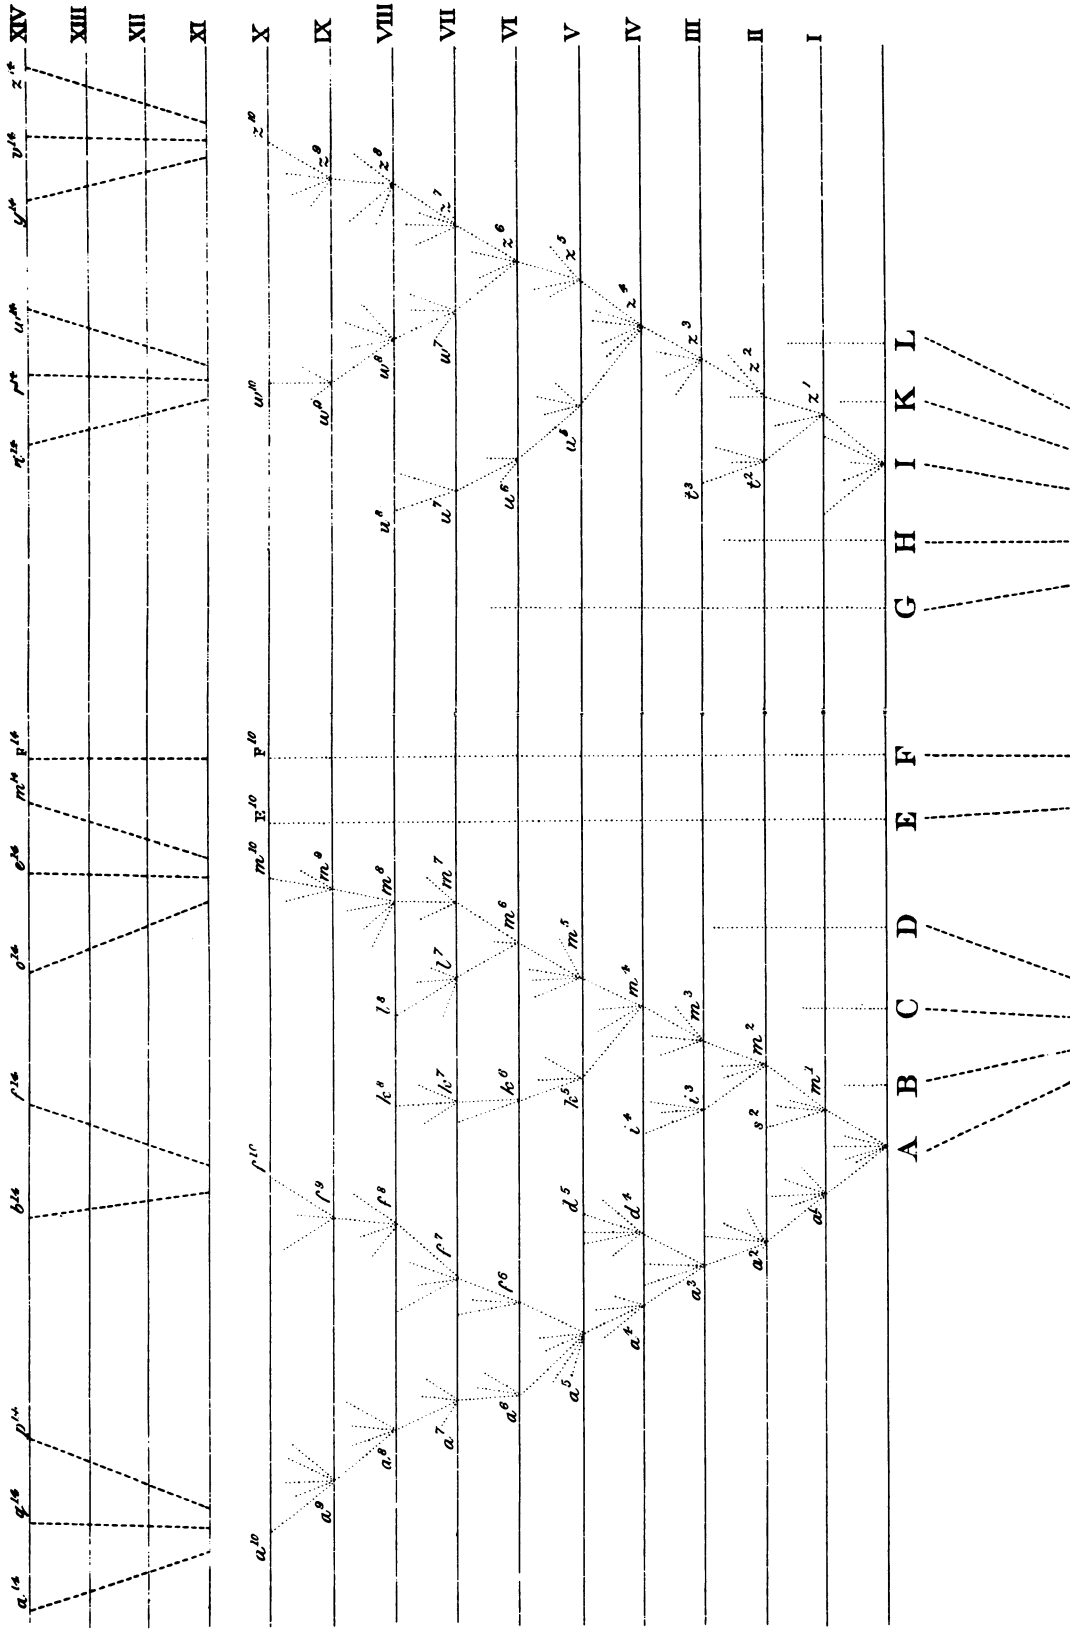 a¹⁴ q¹⁴ p¹⁴ b¹⁴ f¹⁴ o¹⁴ e¹⁴ m¹⁴ F¹⁴ n¹⁴ r¹⁴ w¹⁴ y¹⁴ v¹⁴ z¹⁴ XIV
XIII
XII
XI
a¹⁰ f¹⁰ m¹⁰ E¹⁰ F¹⁰ w¹⁰ z¹⁰ X
a⁹ f⁹ m⁹ w⁹ z⁹ IX
a⁸ f⁸ k⁸ l⁸ m⁸ u⁸ w⁸ z⁸ VIII
a⁷ f⁷ k⁷ l⁷ m⁷ u⁷ w⁷ z⁷ VII
a⁶ f⁶ k⁶ m⁶ u⁶ z⁶ VI
a⁵ d⁵ k⁵ m⁵ u⁵ z⁵ V
a⁴ d⁴ i⁴ m⁴ z⁴ IV
a³ i³ m³ t³ z³ III
a² s² m² t² z² II
a¹ m¹ z¹ I
A B C D E F G H I K L